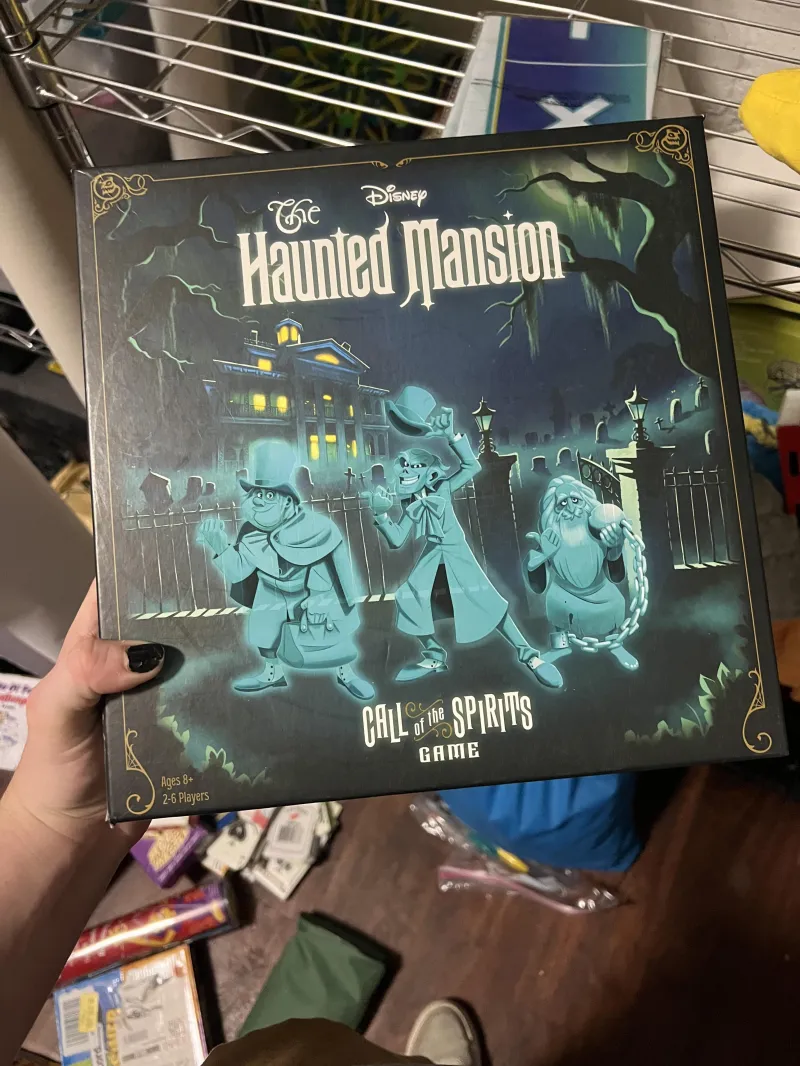 Disney
The
Haunted Mansion
CALL of the SPIRITS
GAME
Ages 8+
2-6 Players